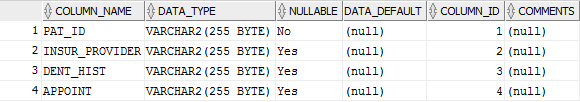 COLUMN_NAME DATA_TYPE NULLABLE DATA_DEFAULT COLUMN_ID COMMENTS
1 PAT_ID VARCHAR2(255 BYTE) No (null) 1 (null)
2 INSUR_PROVIDER VARCHAR2(255 BYTE) Yes (null) 2 (null)
3 DENT_HIST VARCHAR2(255 BYTE) Yes (null) 3 (null)
4 APPOINT VARCHAR2(255 BYTE) Yes (null) 4 (null)